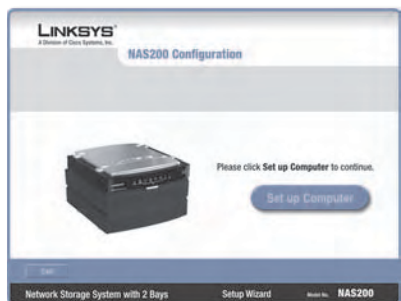 LINKSYS®
A Division of Cisco Systems, Inc.
NAS200 Configuration
Please click Set up Computer to continue.
Set up Computer
Exit
Network Storage System with 2 Bays
Setup Wizard
Model No.
NAS200